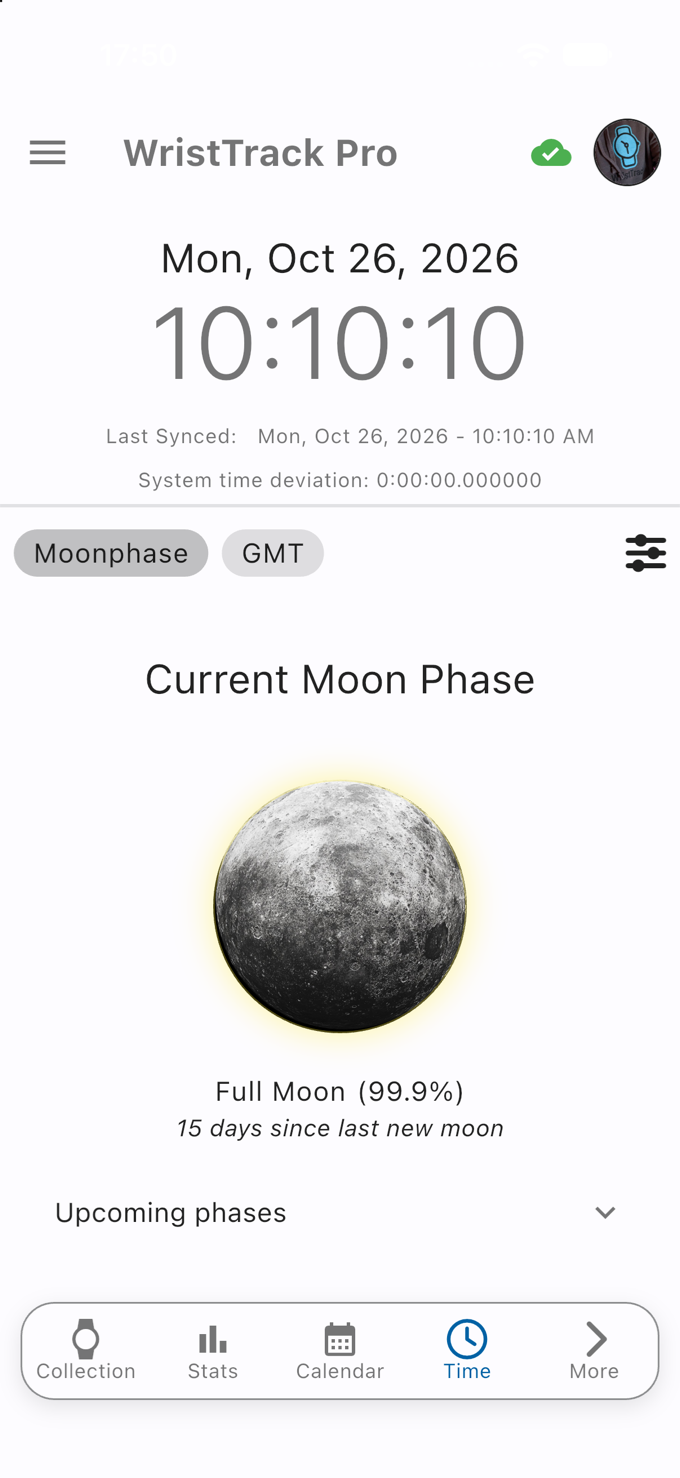 WristTrack Pro
Mon, Oct 26, 2026
10:10:10
Last Synced: Mon, Oct 26, 2026 - 10:10:10 AM
System time deviation: 0:00:00.000000
Moonphase GMT
Current Moon Phase
Full Moon (99.9%)
15 days since last new moon
Upcoming phases
Collection Stats Calendar Time More